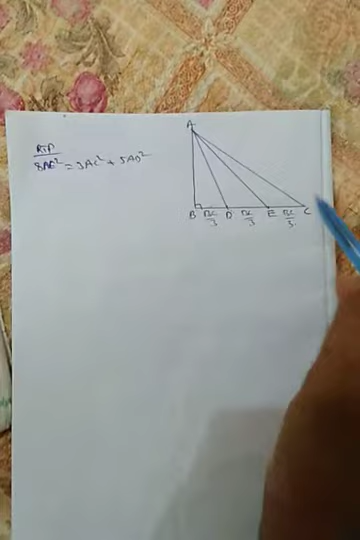 RTP
8AE² = 3AC² + 5AD²
A
B BC/3 D BC/3 E BC/3 C